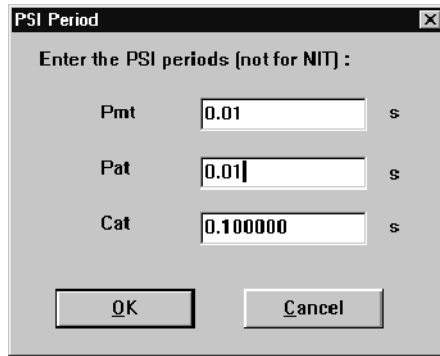 PSI Period
Enter the PSI periods (not for NIT) :
Pmt 0.01 s
Pat 0.01 s
Cat 0.100000 s
OK Cancel